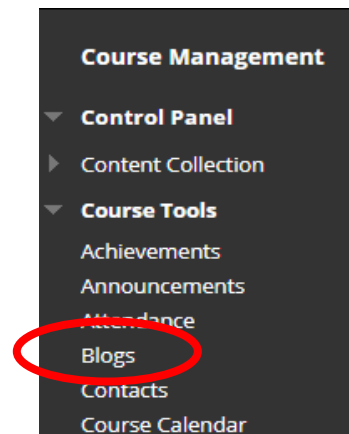 Course Management
Control Panel
Content Collection
Course Tools
Achievements
Announcements
Attendance
Blogs
Contacts
Course Calendar